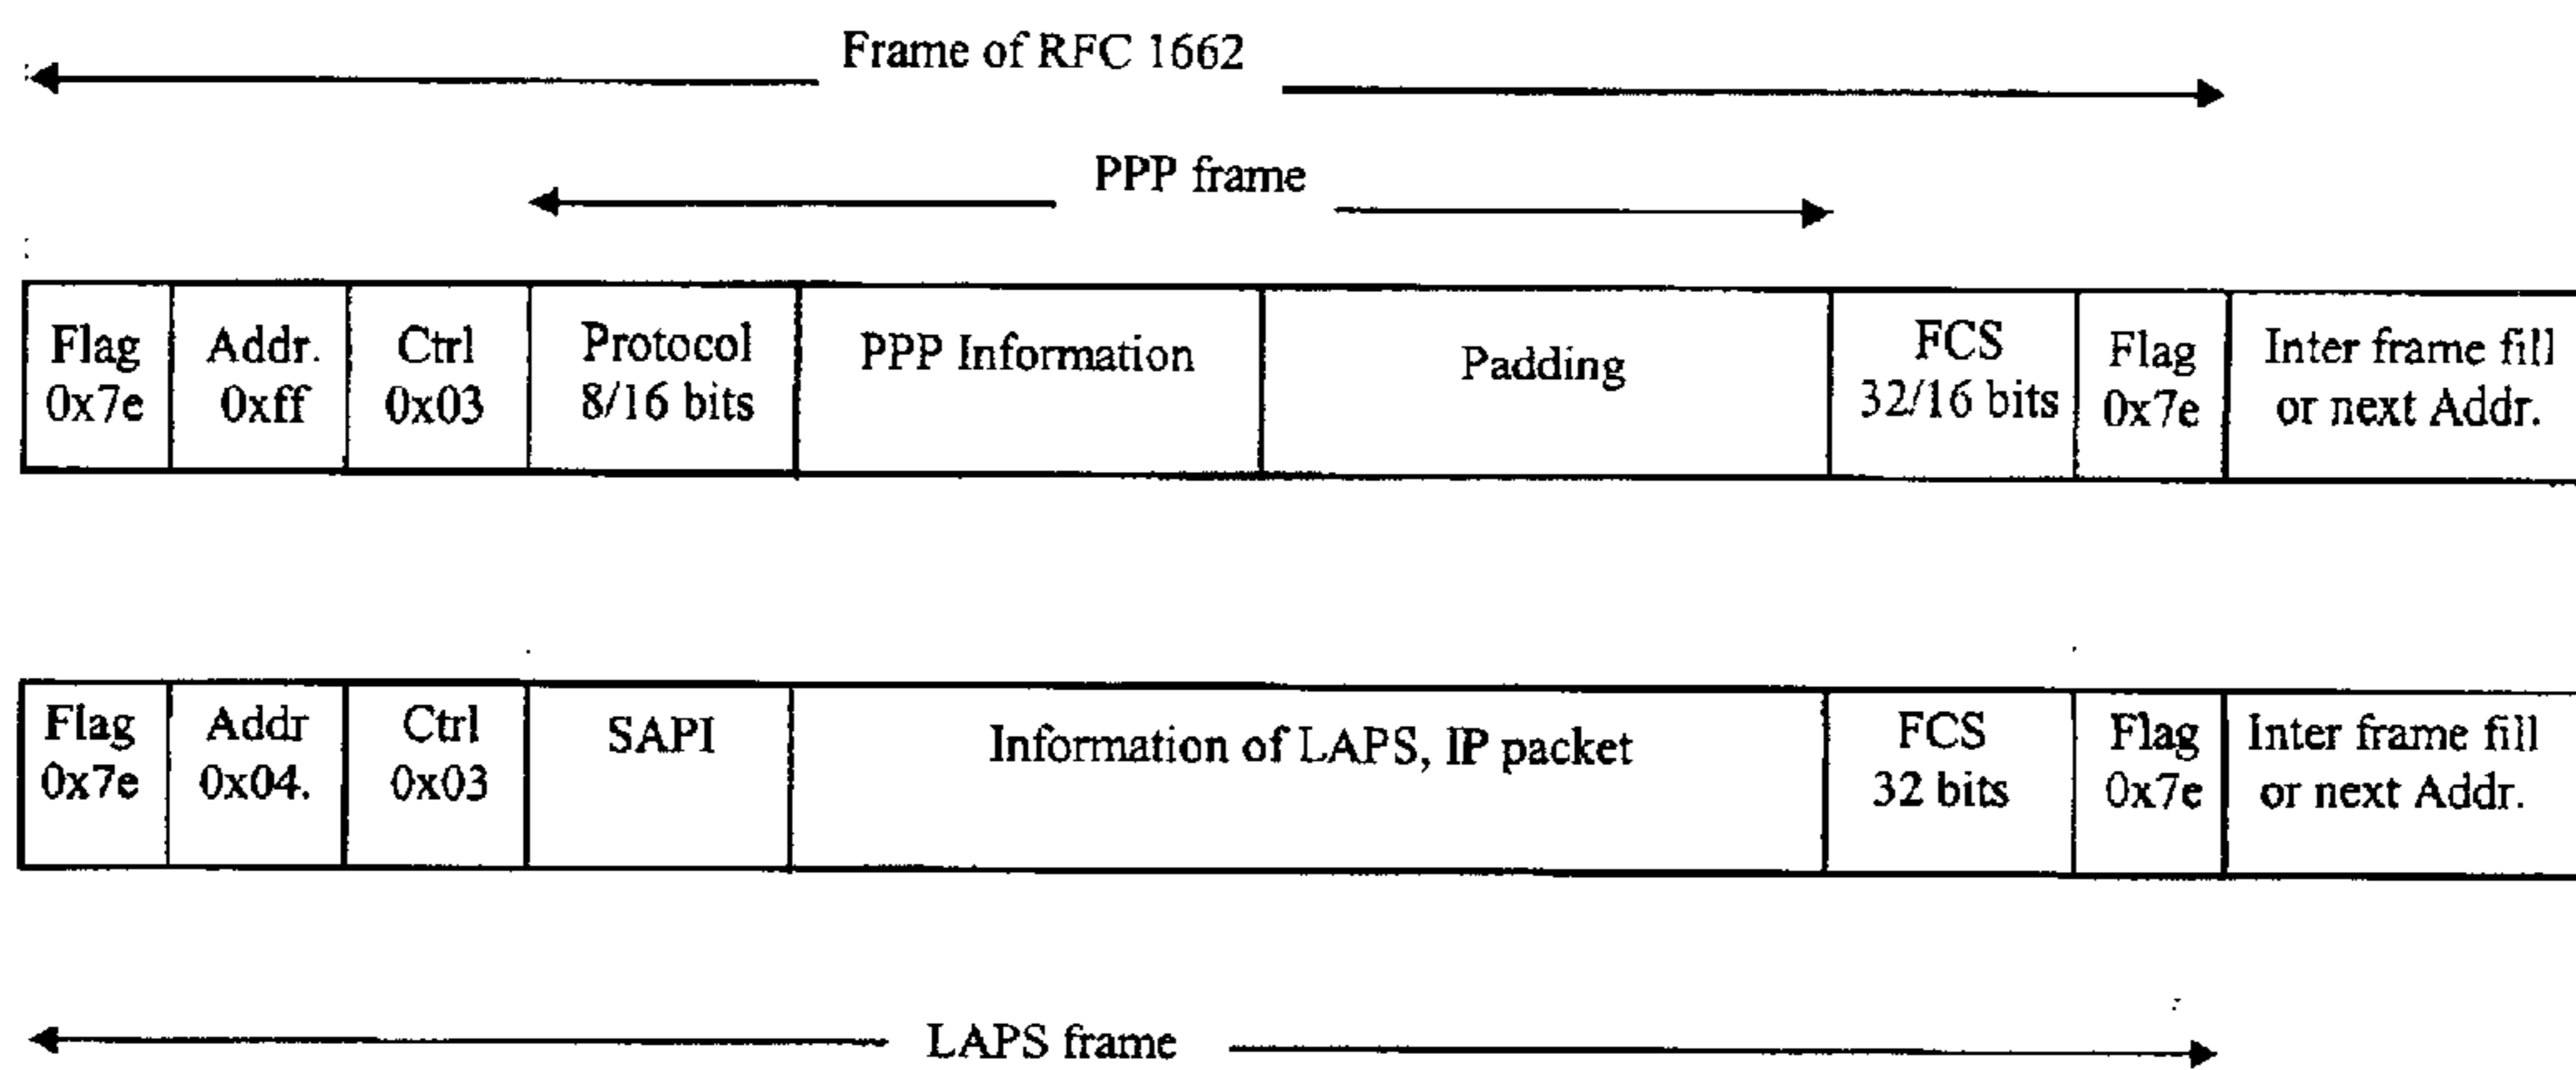 Frame of RFC 1662
PPP frame
Flag
0x7e
Addr.
0xff
Ctrl
0x03
Protocol
8/16 bits
PPP Information
Padding
FCS
32/16 bits
Flag
0x7e
Inter frame fill
or next Addr.
Flag
0x7e
Addr
0x04.
Ctrl
0x03
SAPI
Information of LAPS, IP packet
FCS
32 bits
Flag
0x7e
Inter frame fill
or next Addr.
LAPS frame